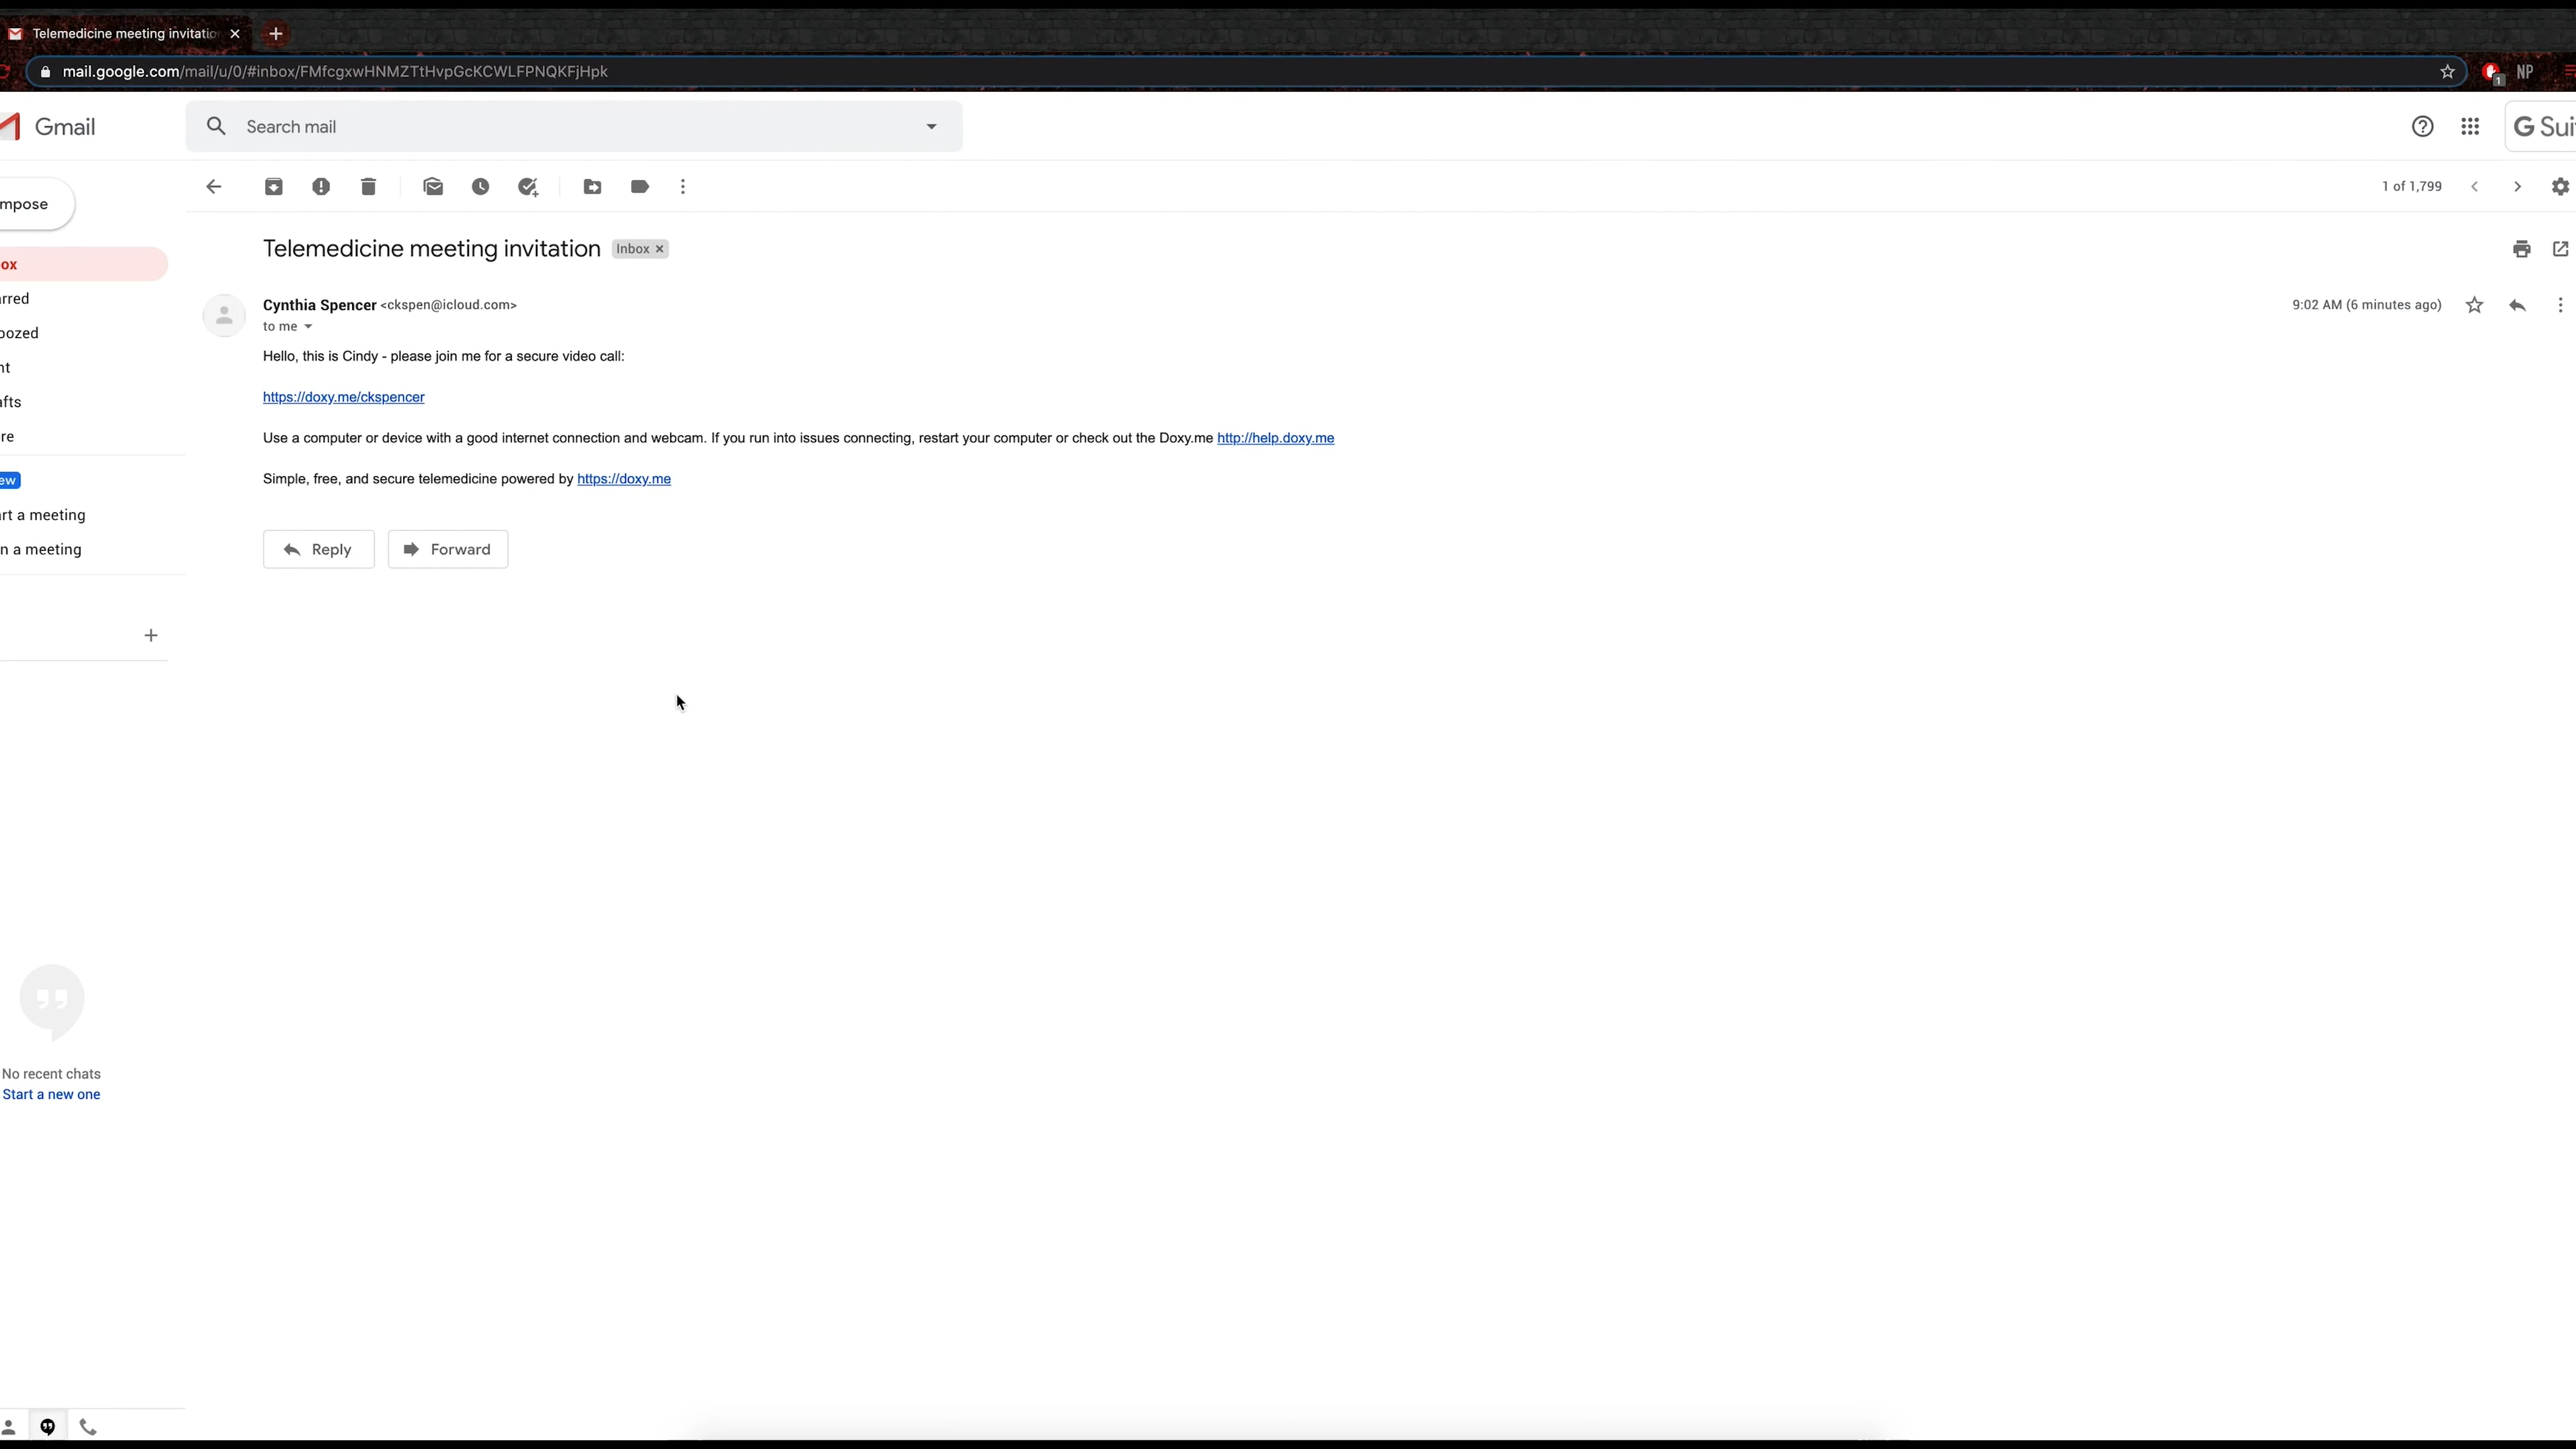 Telemedicine meeting invitation
mail.google.com/mail/u/0/#inbox/FMfcgxwHNMZTtHvpGcKCWLFPNQKFjHpk
1
NP
Gmail
Search mail
G Sui
mpose
1 of 1,799
ox
Telemedicine meeting invitation Inbox
rred
Cynthia Spencer <ckspen@icloud.com>
9:02 AM (6 minutes ago)
to me
oozed
Hello, this is Cindy - please join me for a secure video call:
nt
https://doxy.me/ckspencer
afts
re
Use a computer or device with a good internet connection and webcam. If you run into issues connecting, restart your computer or check out the Doxy.me http://help.doxy.me
ew
Simple, free, and secure telemedicine powered by https://doxy.me
rt a meeting
n a meeting
Reply
Forward
No recent chats
Start a new one